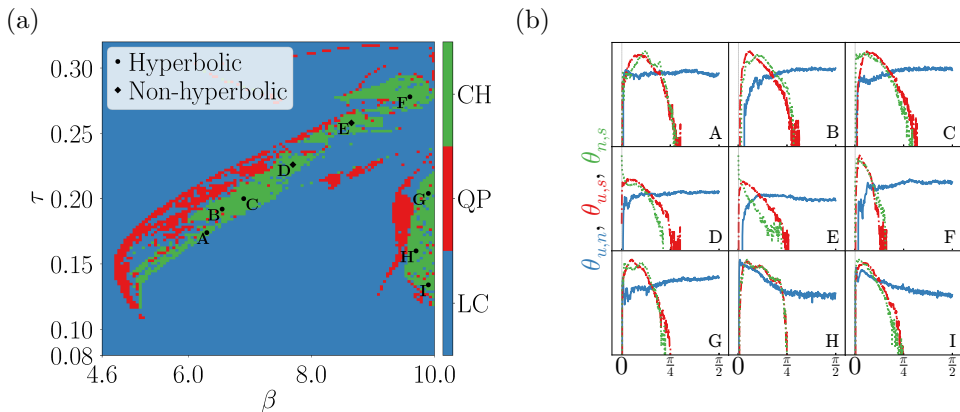 (a)
(b)
Hyperbolic
Non-hyperbolic
0.30
0.25
0.20
0.15
0.10
0.08
τ
4.6
6.0
8.0
10.0
β
A
B
C
D
E
F
G
H
I
CH
QP
LC
θu,n, θu,s, θn,s
A
B
C
D
E
F
G
H
I
0 π/4 π/2
0 π/4 π/2
0 π/4 π/2